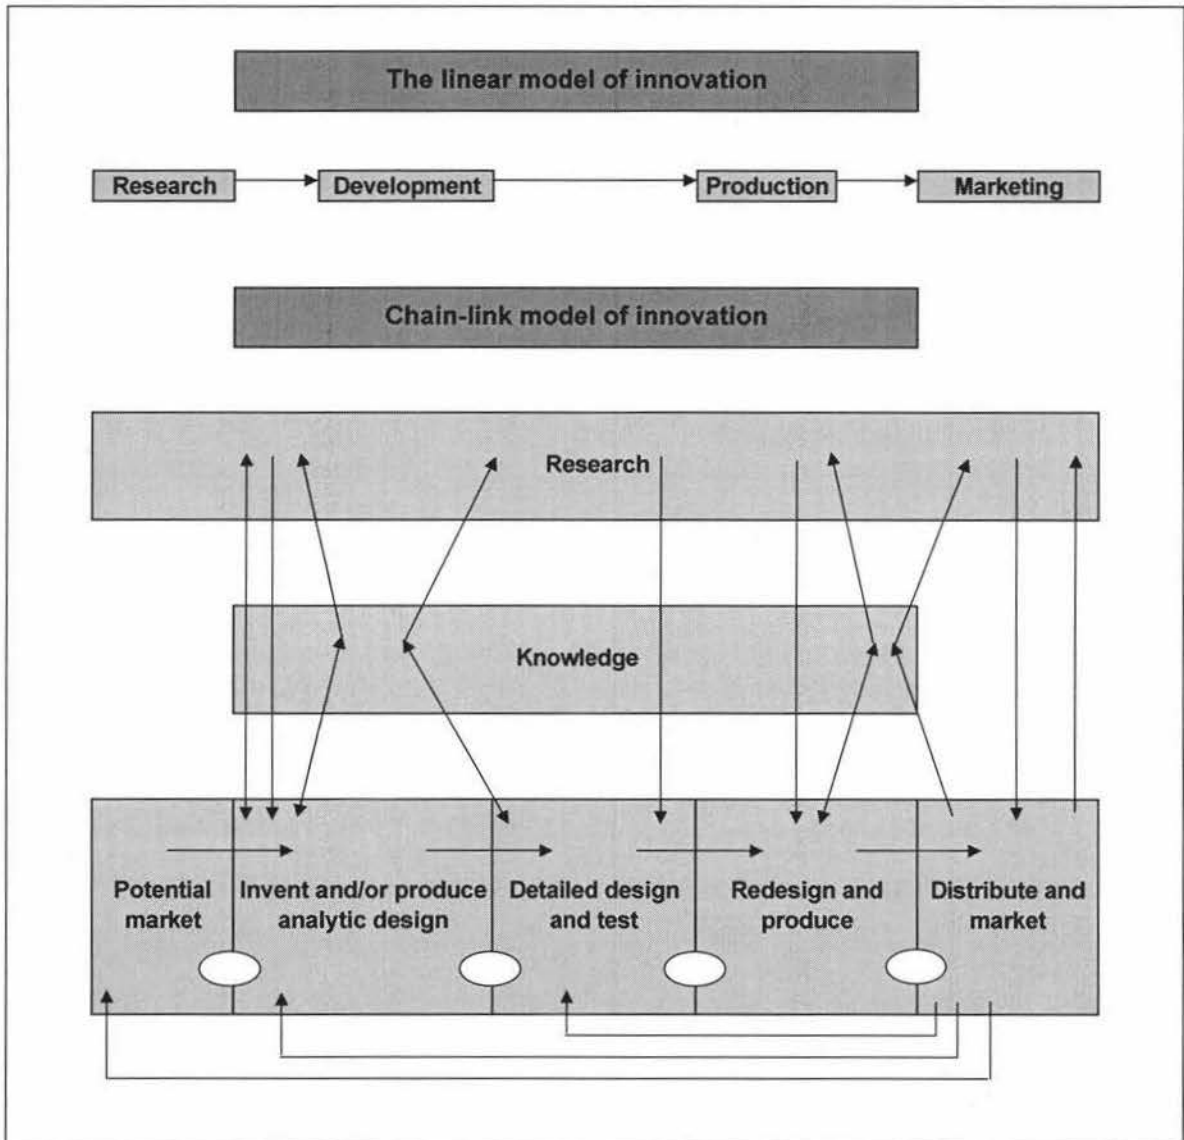 The linear model of innovation
Research
Development
Production
Marketing
Chain-link model of innovation
Research
Knowledge
Potential
market
Invent and/or produce
analytic design
Detailed design
and test
Redesign and
produce
Distribute and
market